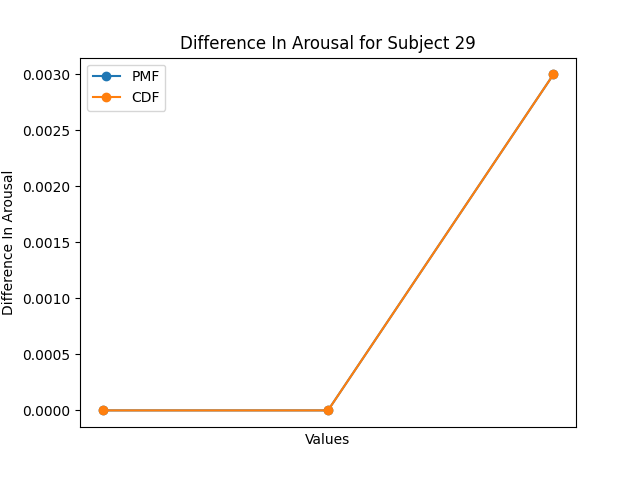 Difference In Arousal for Subject 29
PMF
CDF
0.0030
0.0025
0.0020
0.0015
0.0010
0.0005
0.0000
Difference In Arousal
Values